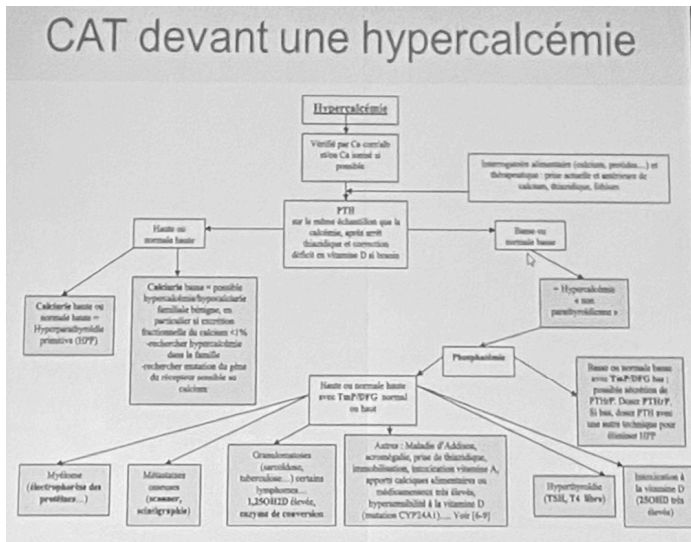 CAT devant une hypercalcémie
Hypercalcémie
Vérifié par Ca corr/alb
et/ou Ca ionisé si
possible
Interrogatoire alimentaire (calcium, protides…) et
thérapeutique : prise actuelle et antérieure de
calcium, thiazidique, lithium
PTH
sur le même échantillon que la
calcémie, après arrêt
thiazidique et correction
déficit en vitamine D si besoin
Haute ou
normale haute
Basse ou
normale basse
Calciurie haute ou
normale haute =
Hyperparathyroïdie
primitive (HPP)
Calciurie basse = possible
hypercalcémie/hypocalciurie
familiale bénigne, en
particulier si excrétion
fractionnelle du calcium <1%
-rechercher hypercalcémie
dans la famille
-rechercher mutation du gène
du récepteur sensible au
calcium
= Hypercalcémie
« non
parathyroïdienne »
Phosphatémie
Haute ou normale haute
avec TmP/DFG normal
ou haut
Basse ou normale basse
avec TmP/DFG bas :
possible sécrétion de
PTHrP. Doser PTHrP.
Si bas, doser PTH avec
une autre technique pour
éliminer HPP
Myélome
(électrophorèse des
protéines…)
Métastases
osseuses
(scanner,
scintigraphie)
Granulomatoses
(sarcoïdose,
tuberculose…) certains
lymphomes…
1,25OH2D élevée,
enzyme de conversion
Autres : Maladie d'Addison,
acromégalie, prise de thiazidique,
immobilisation, intoxication vitamine A,
apports calciques alimentaires ou
médicamenteux très élevés,
hypersensibilité à la vitamine D
(mutation CYP24A1)…. Voir [6-9]
Hyperthyroïdie
(TSH, T4 libre)
Intoxication à
la vitamine D
(25OHD très
élevée)